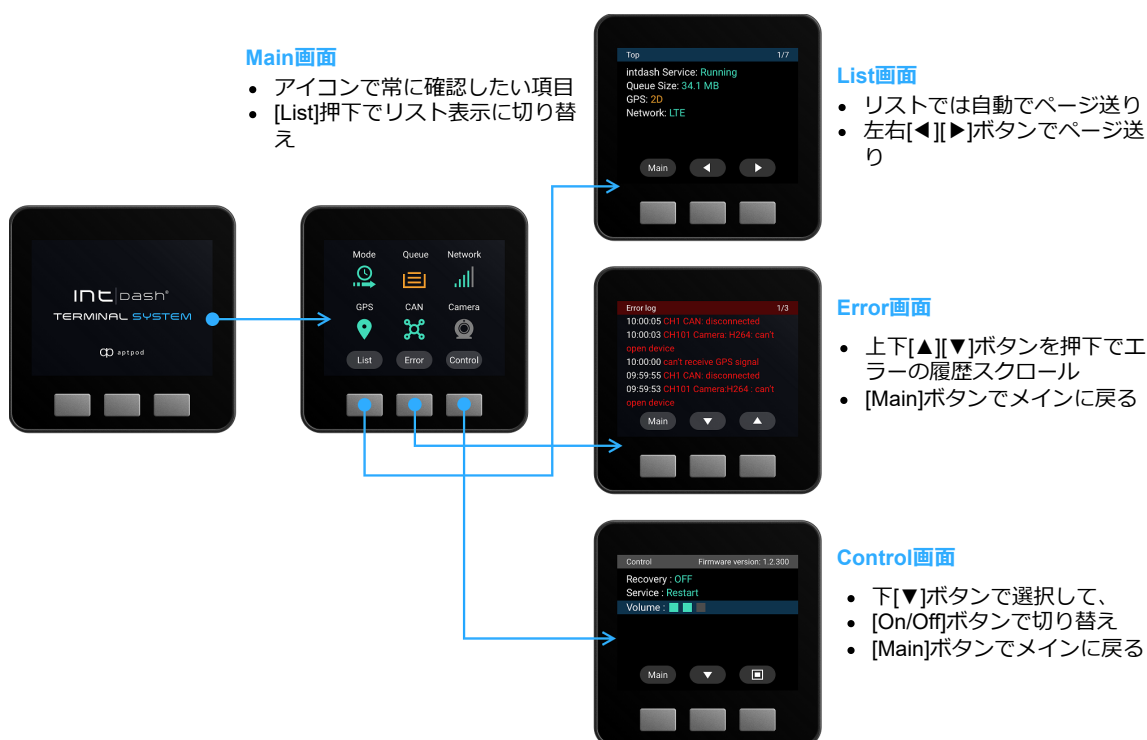 Main画面
• アイコンで常に確認したい項目
• [List]押下でリスト表示に切り替
え
Top 1/7
intdash Service: Running
Queue Size: 34.1 MB
GPS: 2D
Network: LTE
Main ◀ ▶
List画面
• リストでは自動でページ送り
• 左右[◀][▶]ボタンでページ送
り
int|dash®
TERMINAL SYSTEM
aptpod
Mode Queue Network
GPS CAN Camera
List Error Control
Error log 1/3
10:00:05 CH1 CAN: disconnected
10:00:03 CH101 Camera: H264: can't
open device
10:00:00 can't receive GPS signal
09:59:55 CH1 CAN: disconnected
09:59:53 CH101 Camera:H264 : can't
open device
Main ▼ ▲
Error画面
• 上下[▲][▼]ボタンを押下でエ
ラーの履歴スクロール
• [Main]ボタンでメインに戻る
Control Firmware version: 1.2.300
Recovery : OFF
Service : Restart
Volume :
Main ▼
Control画面
• 下[▼]ボタンで選択して、
• [On/Off]ボタンで切り替え
• [Main]ボタンでメインに戻る